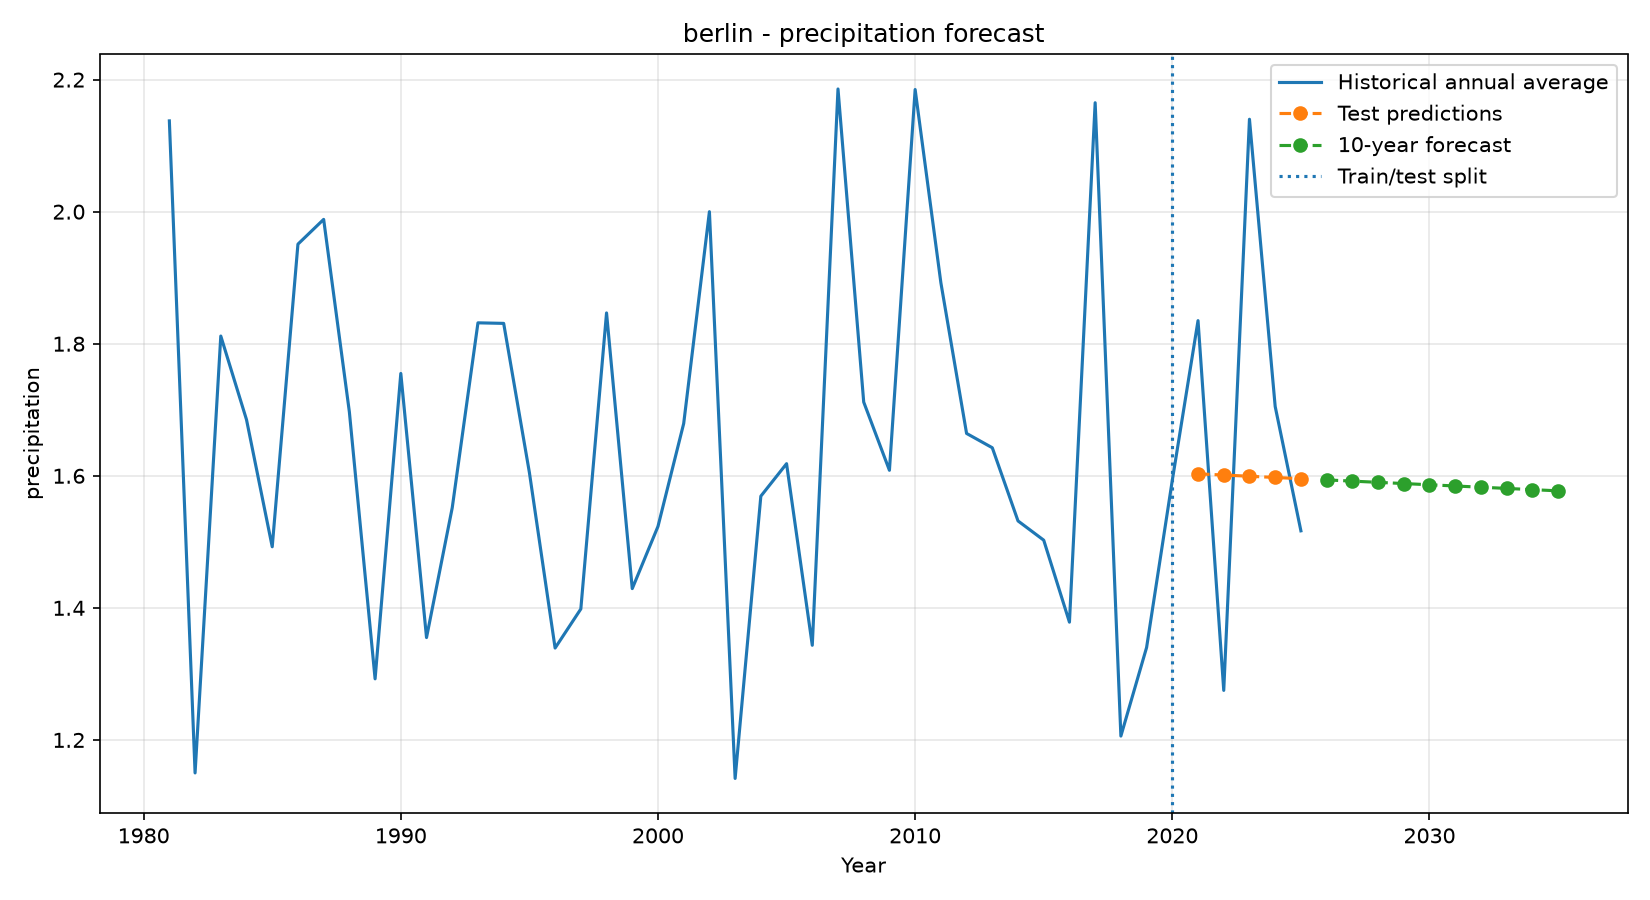 berlin - precipitation forecast
Historical annual average
Test predictions
10-year forecast
Train/test split
precipitation
2.2
2.0
1.8
1.6
1.4
1.2
1980 1990 2000 2010 2020 2030
Year